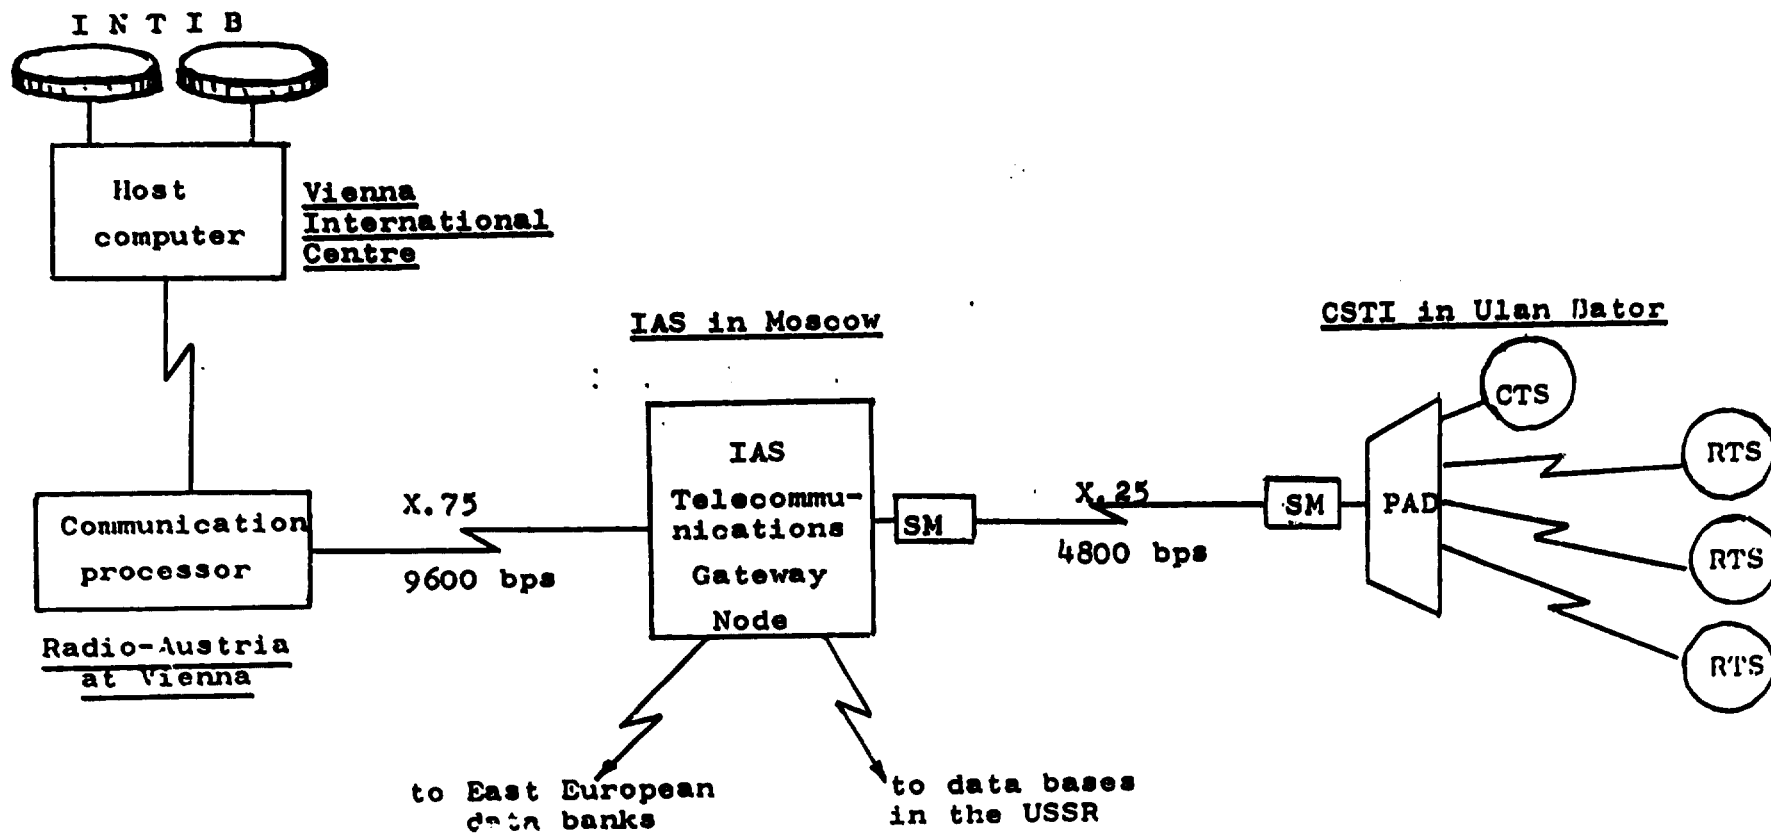 I N T I B
Host
computer
Vienna
International
Centre
IAS in Moscow
CSTI in Ulan Bator
CTS
RTS
IAS
Telecommu-
nications
Gateway
Node
X.75
9600 bps
SM
X.25
4800 bps
SM
PAD
RTS
RTS
Communication
processor
Radio-Austria
at Vienna
to East European
data banks
to data bases
in the USSR